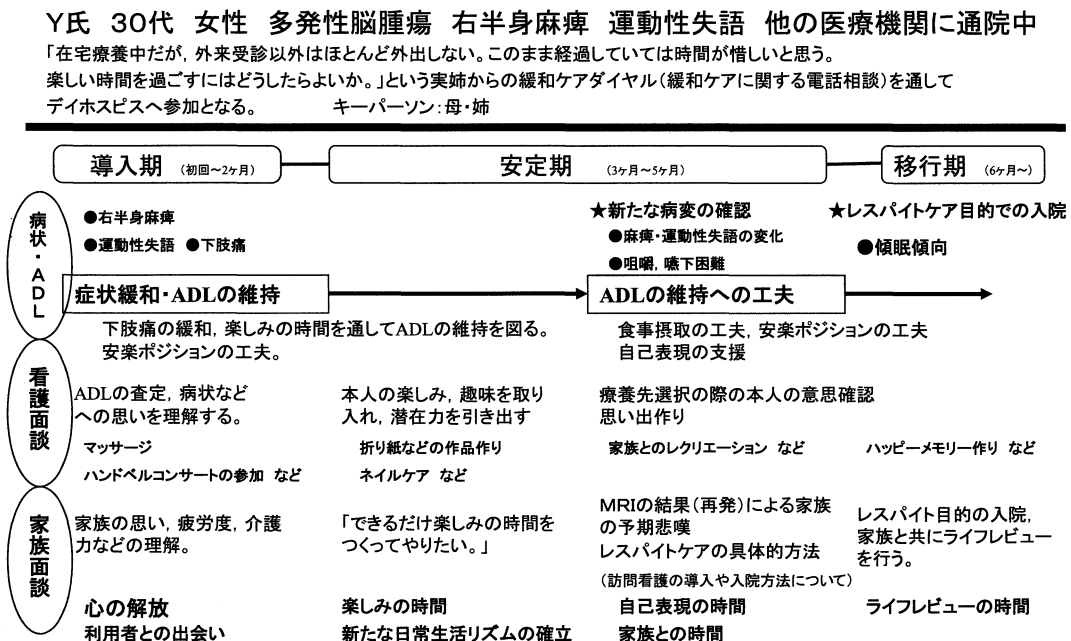 Y氏 30代 女性 多発性脳腫瘍 右半身麻痺 運動性失語 他の医療機関に通院中
「在宅療養中だが，外来受診以外はほとんど外出しない。このまま経過していては時間が惜しいと思う。
楽しい時間を過ごすにはどうしたらよいか。」という実姉からの緩和ケアダイヤル（緩和ケアに関する電話相談）を通して
デイホスピスへ参加となる。 キーパーソン：母・姉
導入期 （初回～2ヶ月） 安定期 （3ヶ月～5ヶ月） 移行期 （6ヶ月～）
病状・ADL
●右半身麻痺
●運動性失語 ●下肢痛
★新たな病変の確認
●麻痺・運動性失語の変化
●咀嚼，嚥下困難
★レスパイトケア目的での入院
●傾眠傾向
症状緩和・ADLの維持
ADLの維持への工夫
下肢痛の緩和，楽しみの時間を通してADLの維持を図る。
安楽ポジションの工夫。
食事摂取の工夫，安楽ポジションの工夫
自己表現の支援
看護面談
ADLの査定，病状など
への思いを理解する。
マッサージ
ハンドベルコンサートの参加 など
本人の楽しみ，趣味を取り
入れ，潜在力を引き出す
折り紙などの作品作り
ネイルケア など
療養先選択の際の本人の意思確認
思い出作り
家族とのレクリエーション など
ハッピーメモリー作り など
家族面談
家族の思い，疲労度，介護
力などの理解。
「できるだけ楽しみの時間を
つくってやりたい。」
MRIの結果（再発）による家族
の予期悲嘆
レスパイトケアの具体的方法
（訪問看護の導入や入院方法について）
レスパイト目的の入院，
家族と共にライフレビュー
を行う。
心の解放
利用者との出会い
楽しみの時間
新たな日常生活リズムの確立
自己表現の時間
家族との時間
ライフレビューの時間